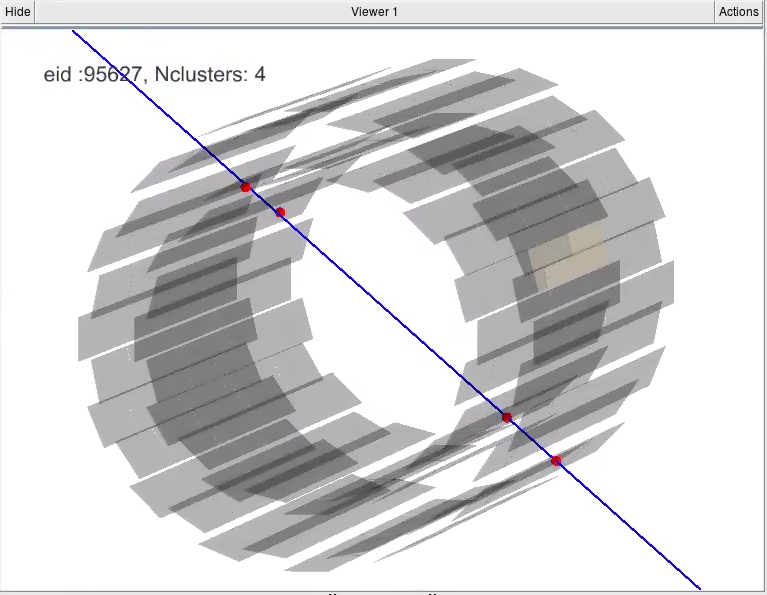 Hide
Viewer 1
Actions
eid :95627, Nclusters: 4